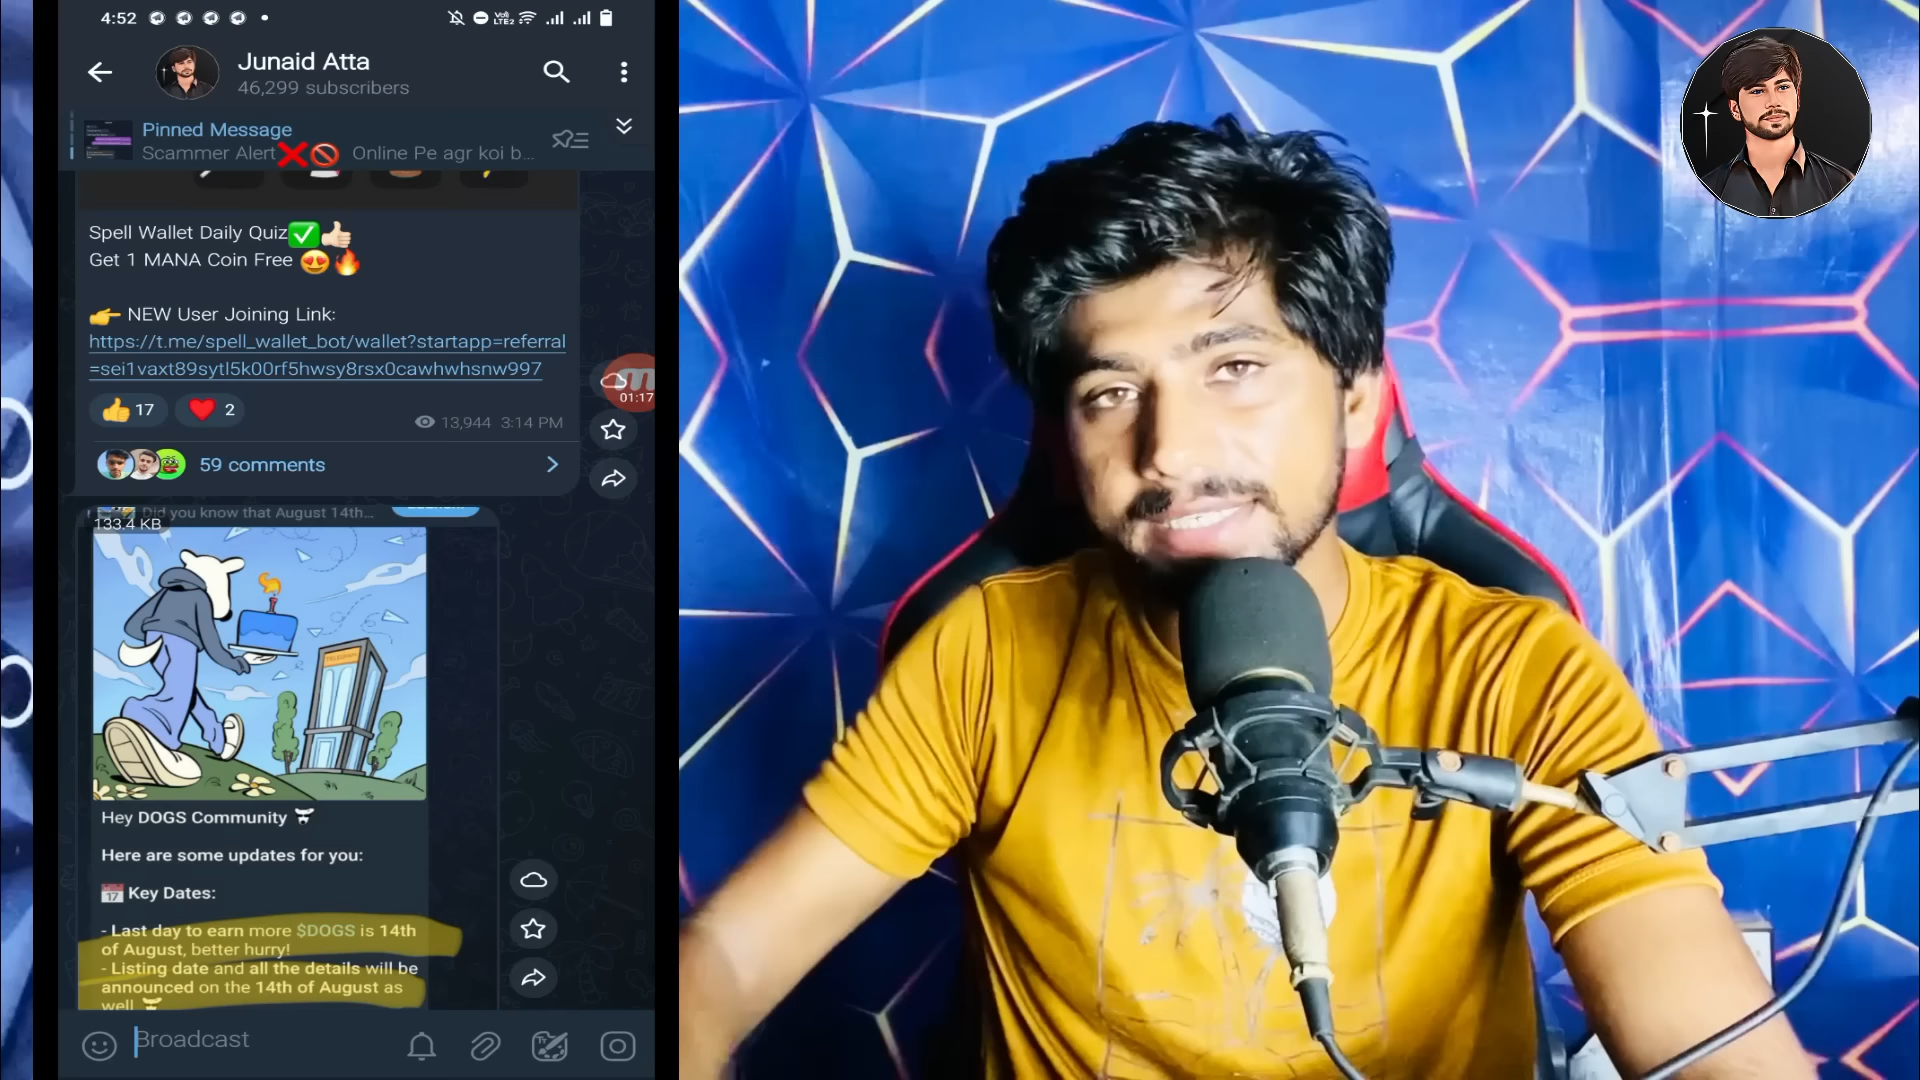 4:52
Vo)
LTE2
Junaid Atta
46,299 subscribers
Pinned Message
Scammer Alert❌🚫 Online Pe agr koi b...
Spell Wallet Daily Quiz✅👍🏻
Get 1 MANA Coin Free 😍🔥
👉 NEW User Joining Link:
https://t.me/spell_wallet_bot/wallet?startapp=referral
=sei1vaxt89sytl5k00rf5hwsy8rsx0cawhwhsnw997
01:17
👍 17 ❤️ 2
13,944 3:14 PM
59 comments
Did you know that August 14th...
133.4 KB
TELEGRAM
Hey DOGS Community
Here are some updates for you:
📅 Key Dates:
- Last day to earn more $DOGS is 14th
of August, better hurry!
- Listing date and all the details will be
announced on the 14th of August as
well
Broadcast